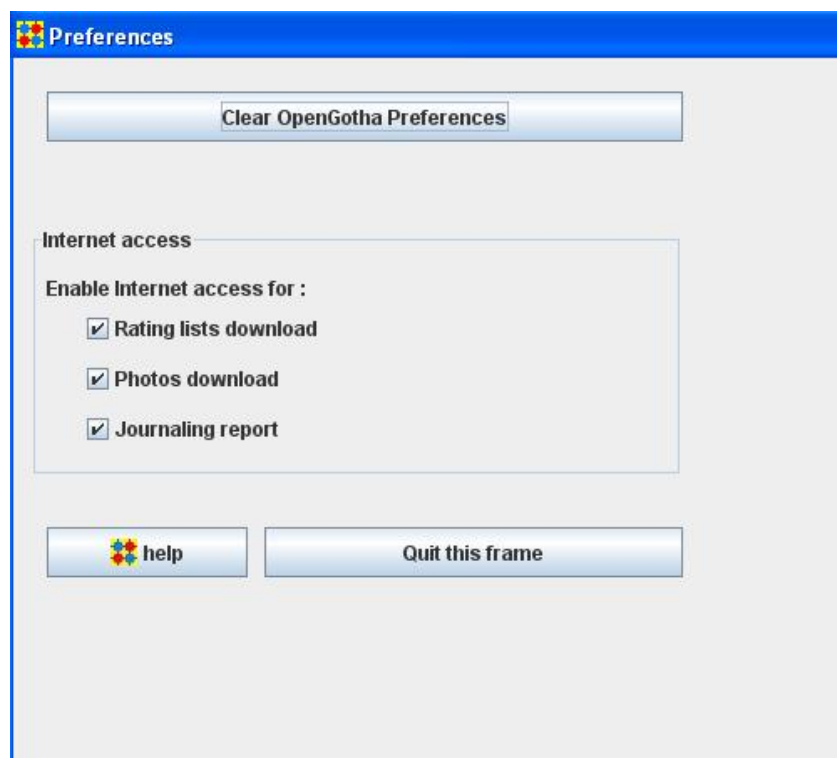 Preferences
Clear OpenGotha Preferences
Internet access
Enable Internet access for :
Rating lists download
Photos download
Journaling report
help
Quit this frame